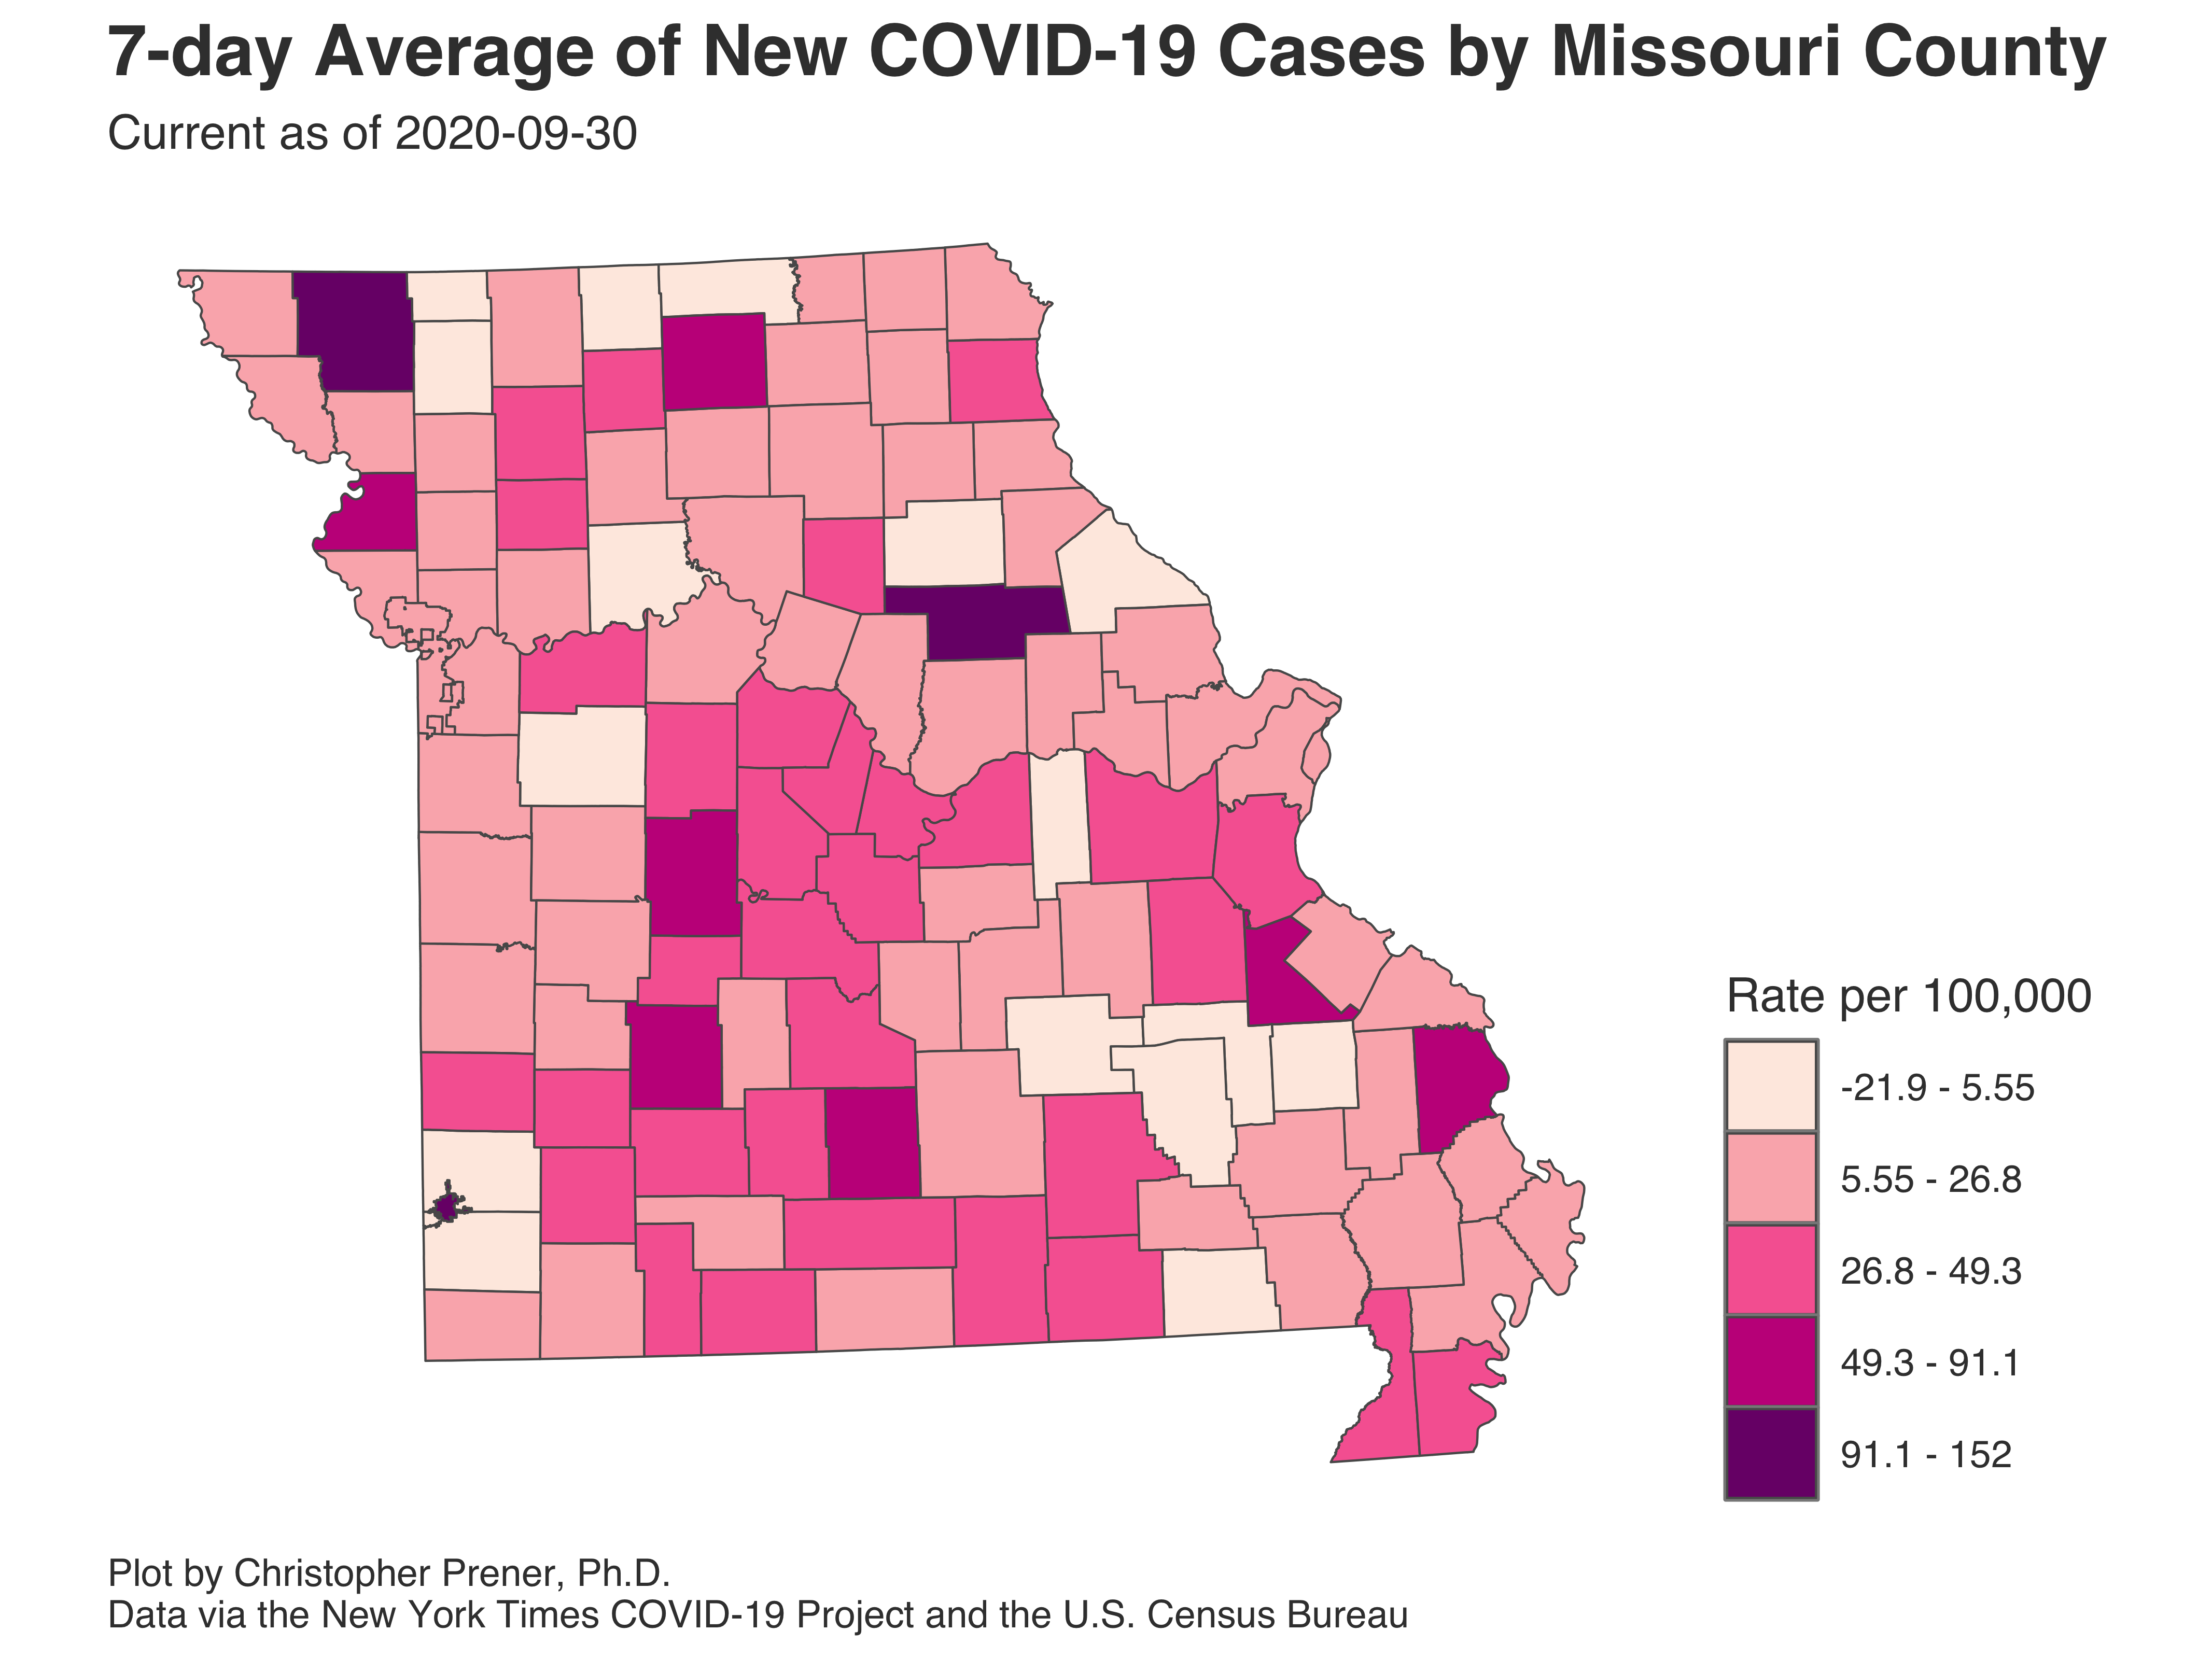 7-day Average of New COVID-19 Cases by Missouri County
Current as of 2020-09-30
Rate per 100,000
-21.9 - 5.55
5.55 - 26.8
26.8 - 49.3
49.3 - 91.1
91.1 - 152
Plot by Christopher Prener, Ph.D.
Data via the New York Times COVID-19 Project and the U.S. Census Bureau